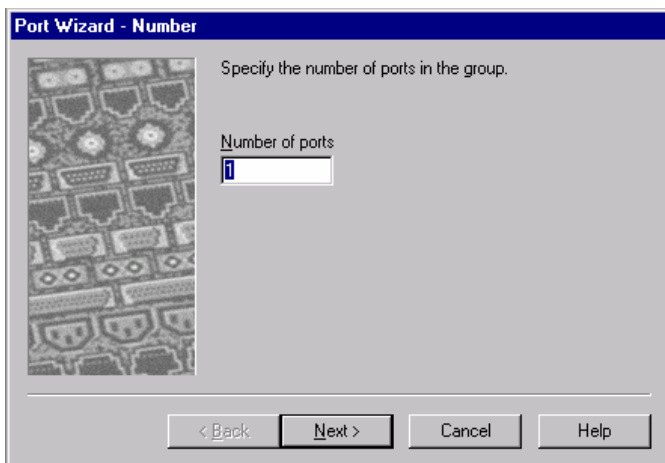 Port Wizard - Number
Specify the number of ports in the group.
Number of ports
1
< Back
Next >
Cancel
Help